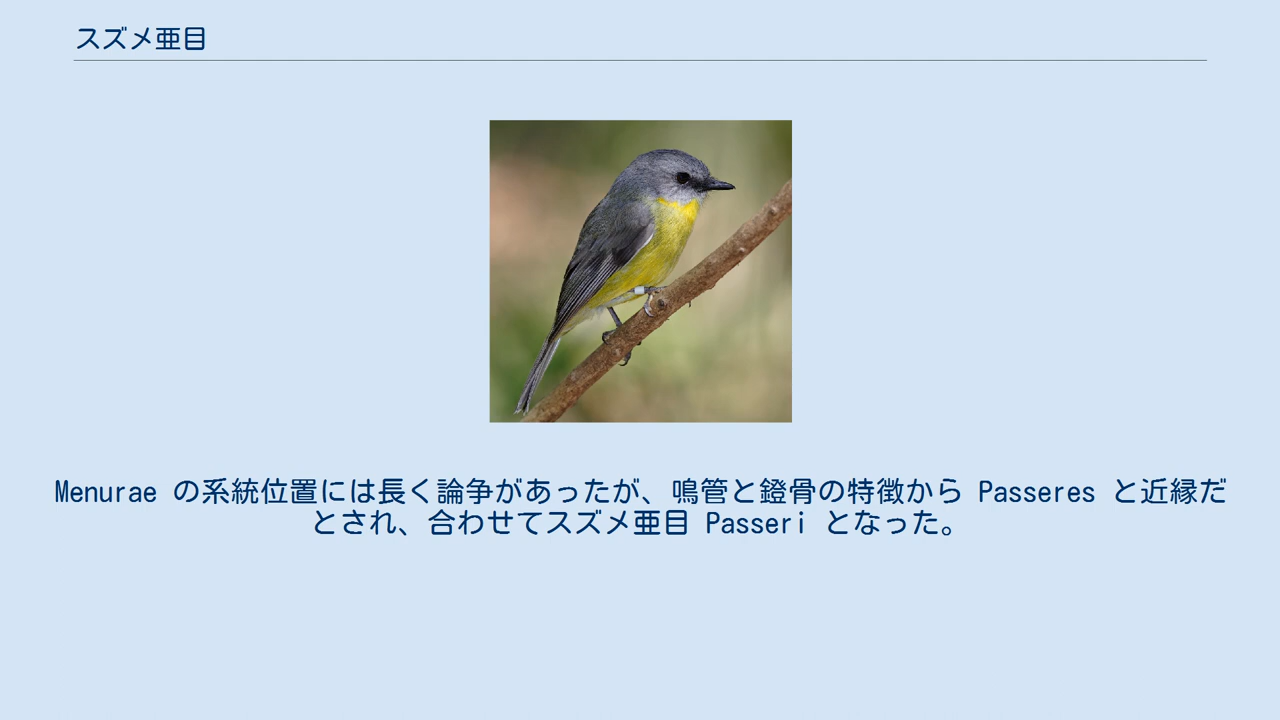 スズメ亜目
Menurae の系統位置には長く論争があったが、鳴管と鐙骨の特徴から Passeres と近縁だ
とされ、合わせてスズメ亜目 Passeri となった。